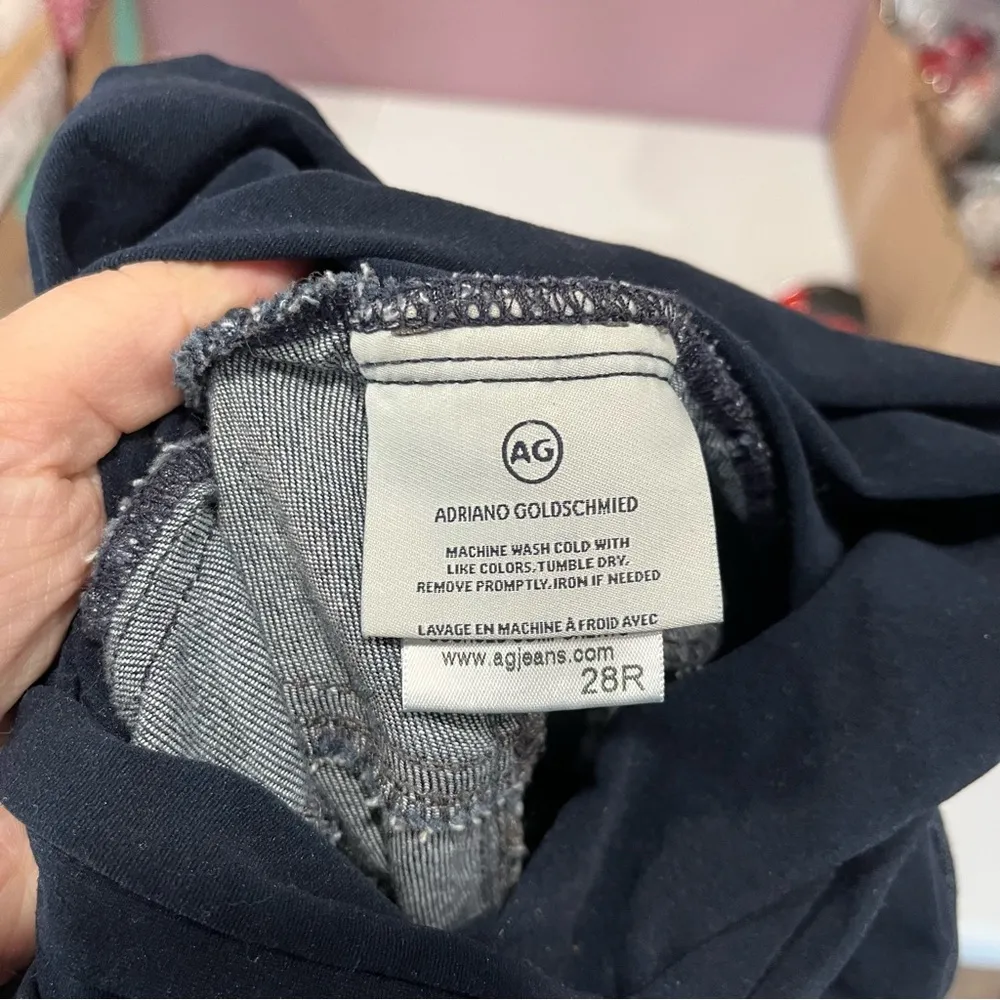 AG
ADRIANO GOLDSCHMIED
MACHINE WASH COLD WITH
LIKE COLORS. TUMBLE DRY.
REMOVE PROMPTLY. IRON IF NEEDED
LAVAGE EN MACHINE À FROID AVEC
www.agjeans.com
28R